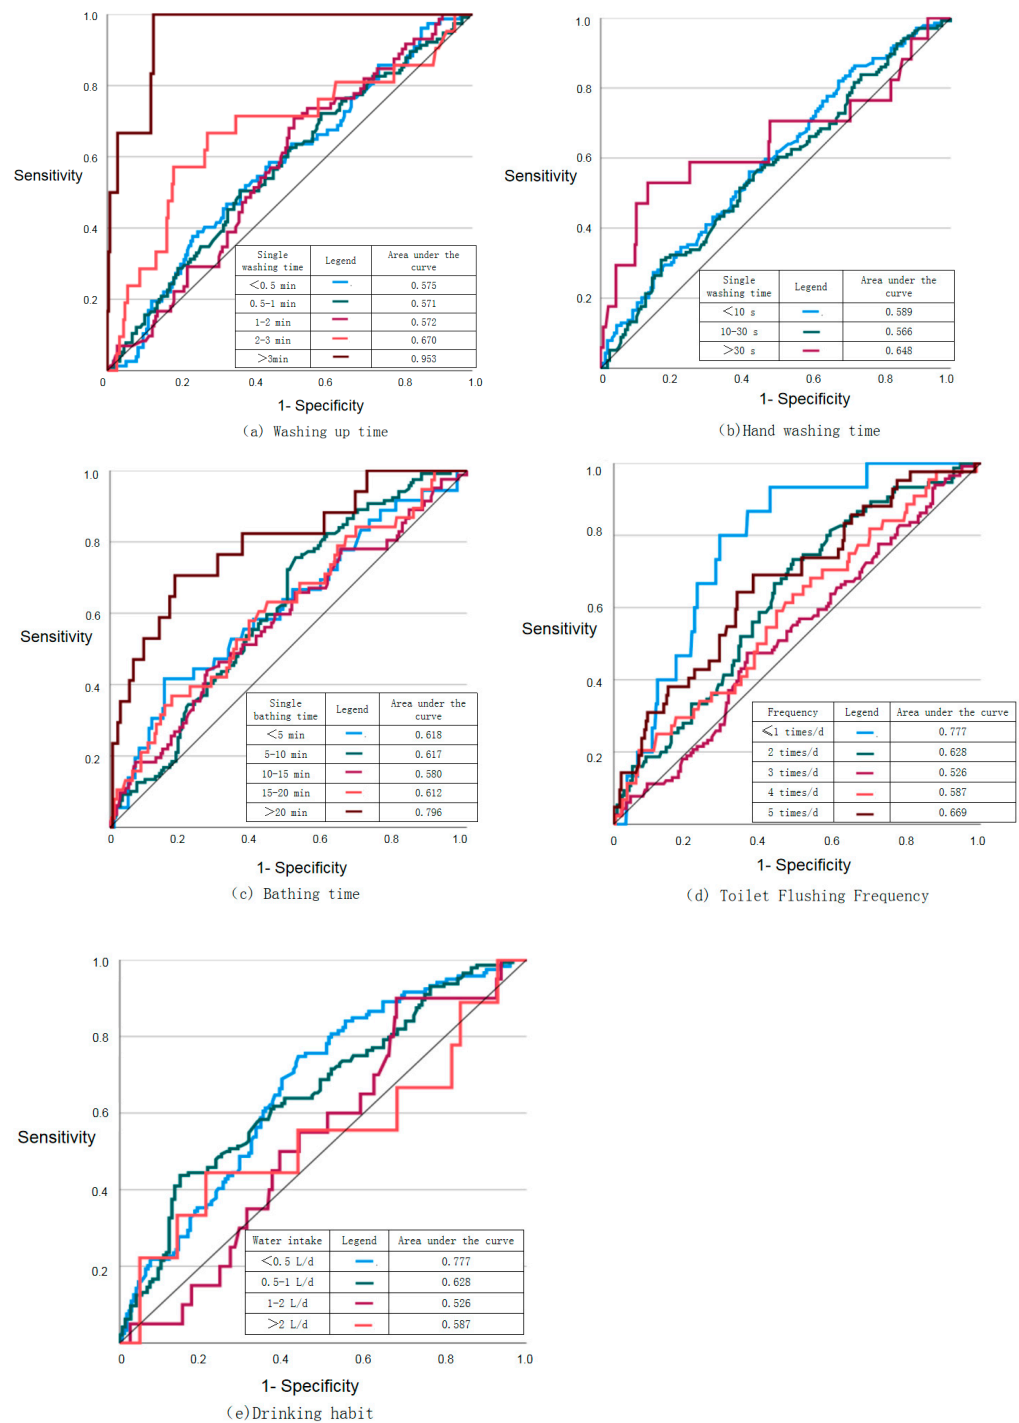 1.0
0.8
0.6
Sensitivity
0.4
0.2
Single washing time Legend Area under the curve
<0.5 min 0.575
0.5-1 min 0.571
1-2 min 0.572
2-3 min 0.670
>3min 0.953
0 0.2 0.4 0.6 0.8 1.0
1- Specificity
(a) Washing up time
1.0
0.8
0.6
Sensitivity
0.4
0.2
Single washing time Legend Area under the curve
<10 s 0.589
10-30 s 0.566
>30 s 0.648
0 0.2 0.4 0.6 0.8 1.0
1- Specificity
(b)Hand washing time
1.0
0.8
0.6
Sensitivity
0.4
0.2
Single bathing time Legend Area under the curve
<5 min 0.618
5-10 min 0.617
10-15 min 0.580
15-20 min 0.612
>20 min 0.796
0 0.2 0.4 0.6 0.8 1.0
1- Specificity
(c) Bathing time
1.0
0.8
0.6
Sensitivity
0.4
0.2
Frequency Legend Area under the curve
⩽1 times/d 0.777
2 times/d 0.628
3 times/d 0.526
4 times/d 0.587
5 times/d 0.669
0 0.2 0.4 0.6 0.8 1.0
1- Specificity
(d) Toilet Flushing Frequency
1.0
0.8
0.6
Sensitivity
0.4
0.2
Water intake Legend Area under the curve
<0.5 L/d 0.777
0.5-1 L/d 0.628
1-2 L/d 0.526
>2 L/d 0.587
0 0.2 0.4 0.6 0.8 1.0
1- Specificity
(e)Drinking habit